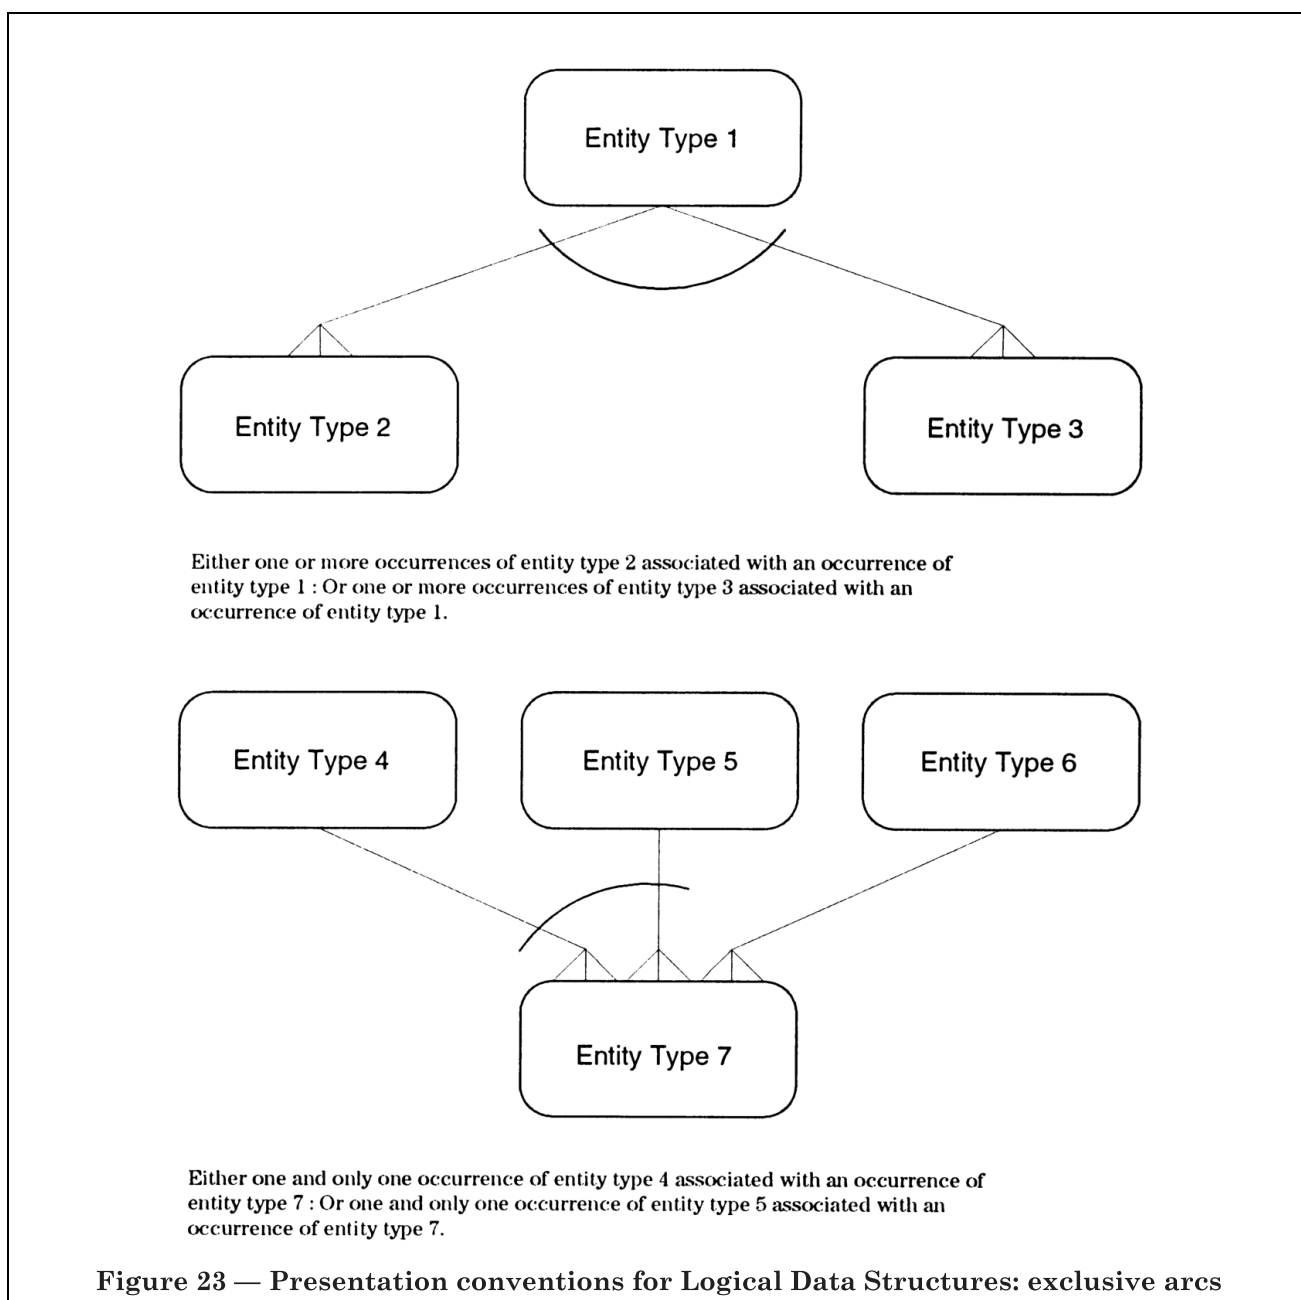 Entity Type 1
Entity Type 2
Entity Type 3
Either one or more occurrences of entity type 2 associated with an occurrence of
entity type 1 : Or one or more occurrences of entity type 3 associated with an
occurrence of entity type 1.
Entity Type 4
Entity Type 5
Entity Type 6
Entity Type 7
Either one and only one occurrence of entity type 4 associated with an occurrence of
entity type 7 : Or one and only one occurrence of entity type 5 associated with an
occurrence of entity type 7.
Figure 23 — Presentation conventions for Logical Data Structures: exclusive arcs